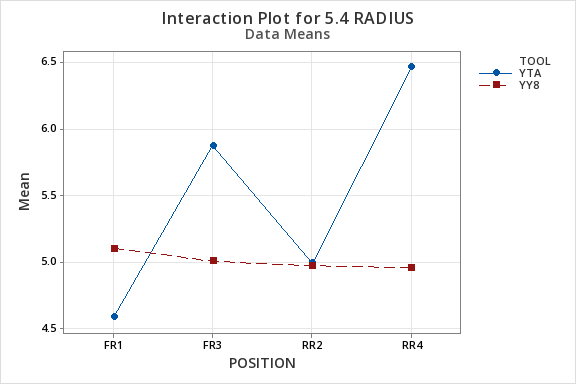 Interaction Plot for 5.4 RADIUS
Data Means
6.5
6.0
5.5
5.0
4.5
Mean
FR1 FR3 RR2 RR4
POSITION
TOOL
YTA
YY8